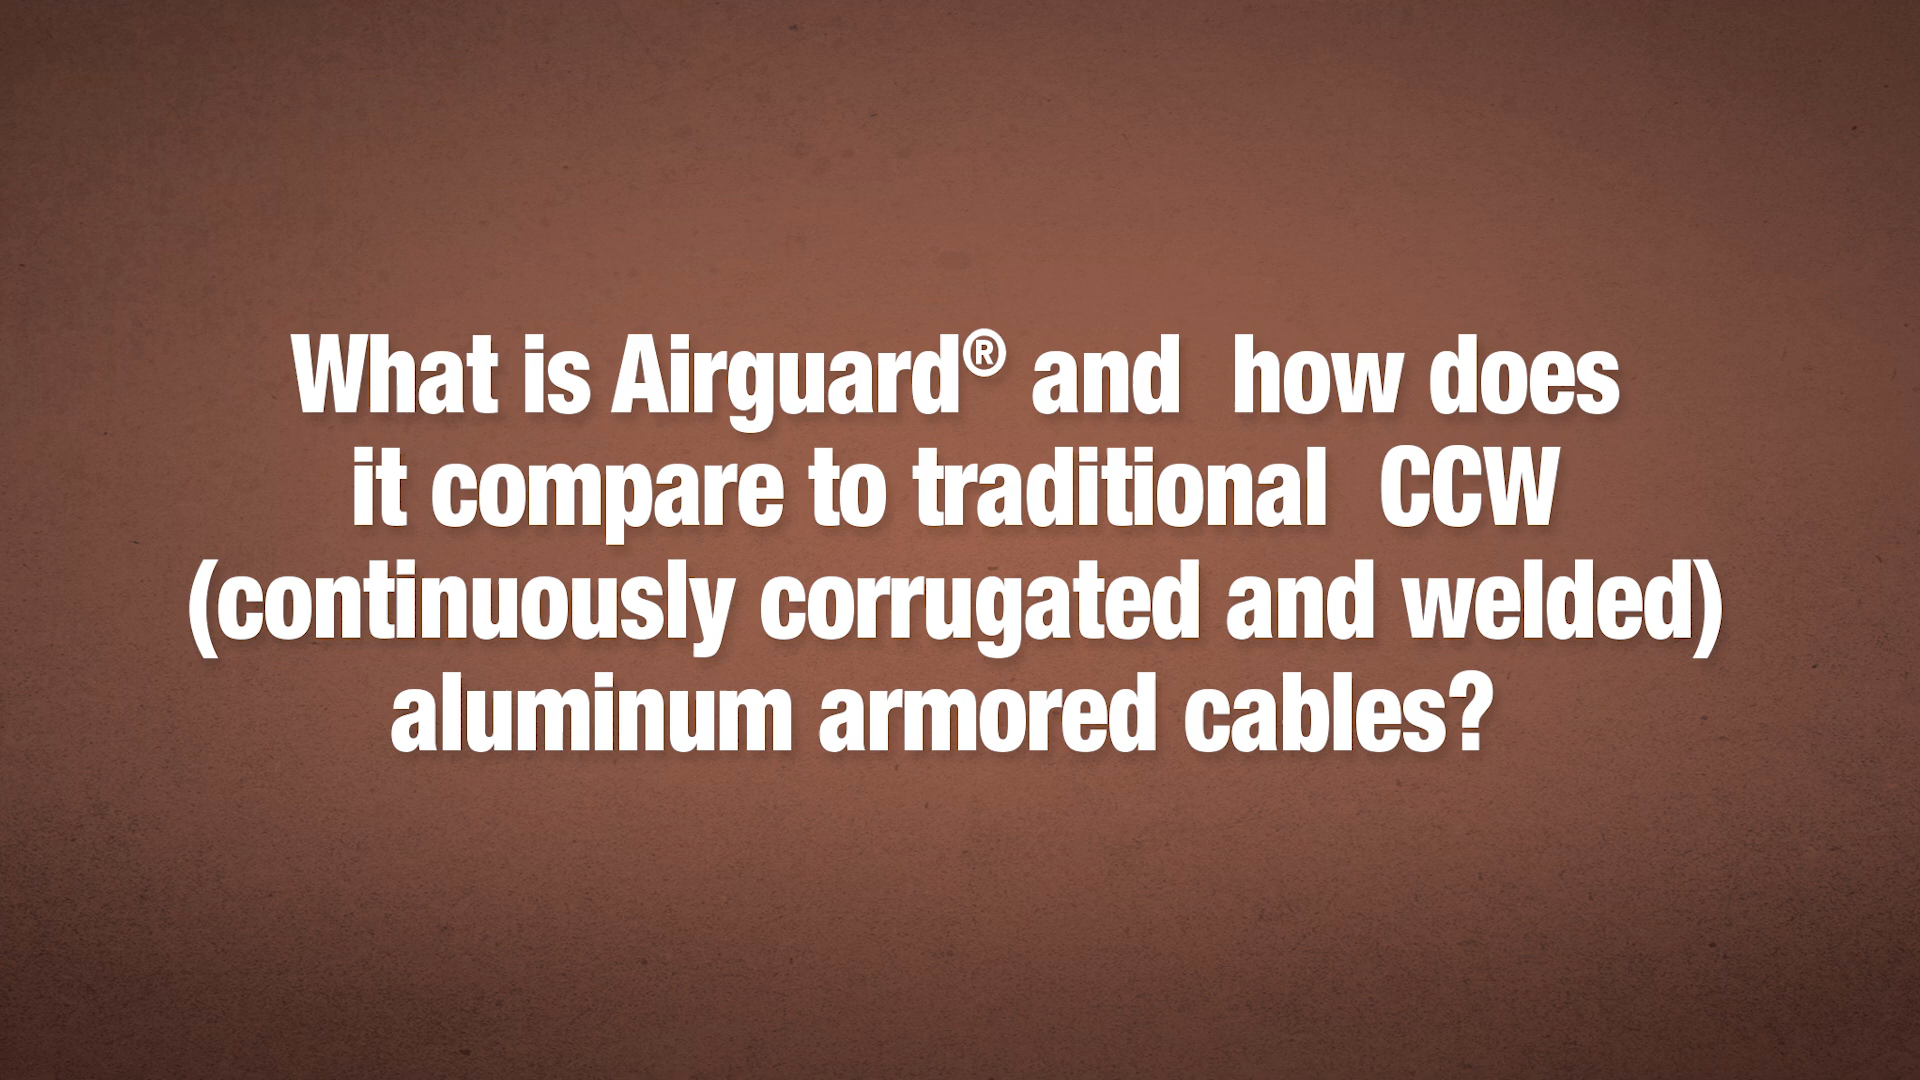 What is Airguard® and  how does
it compare to traditional  CCW
(continuously corrugated and welded)
aluminum armored cables?